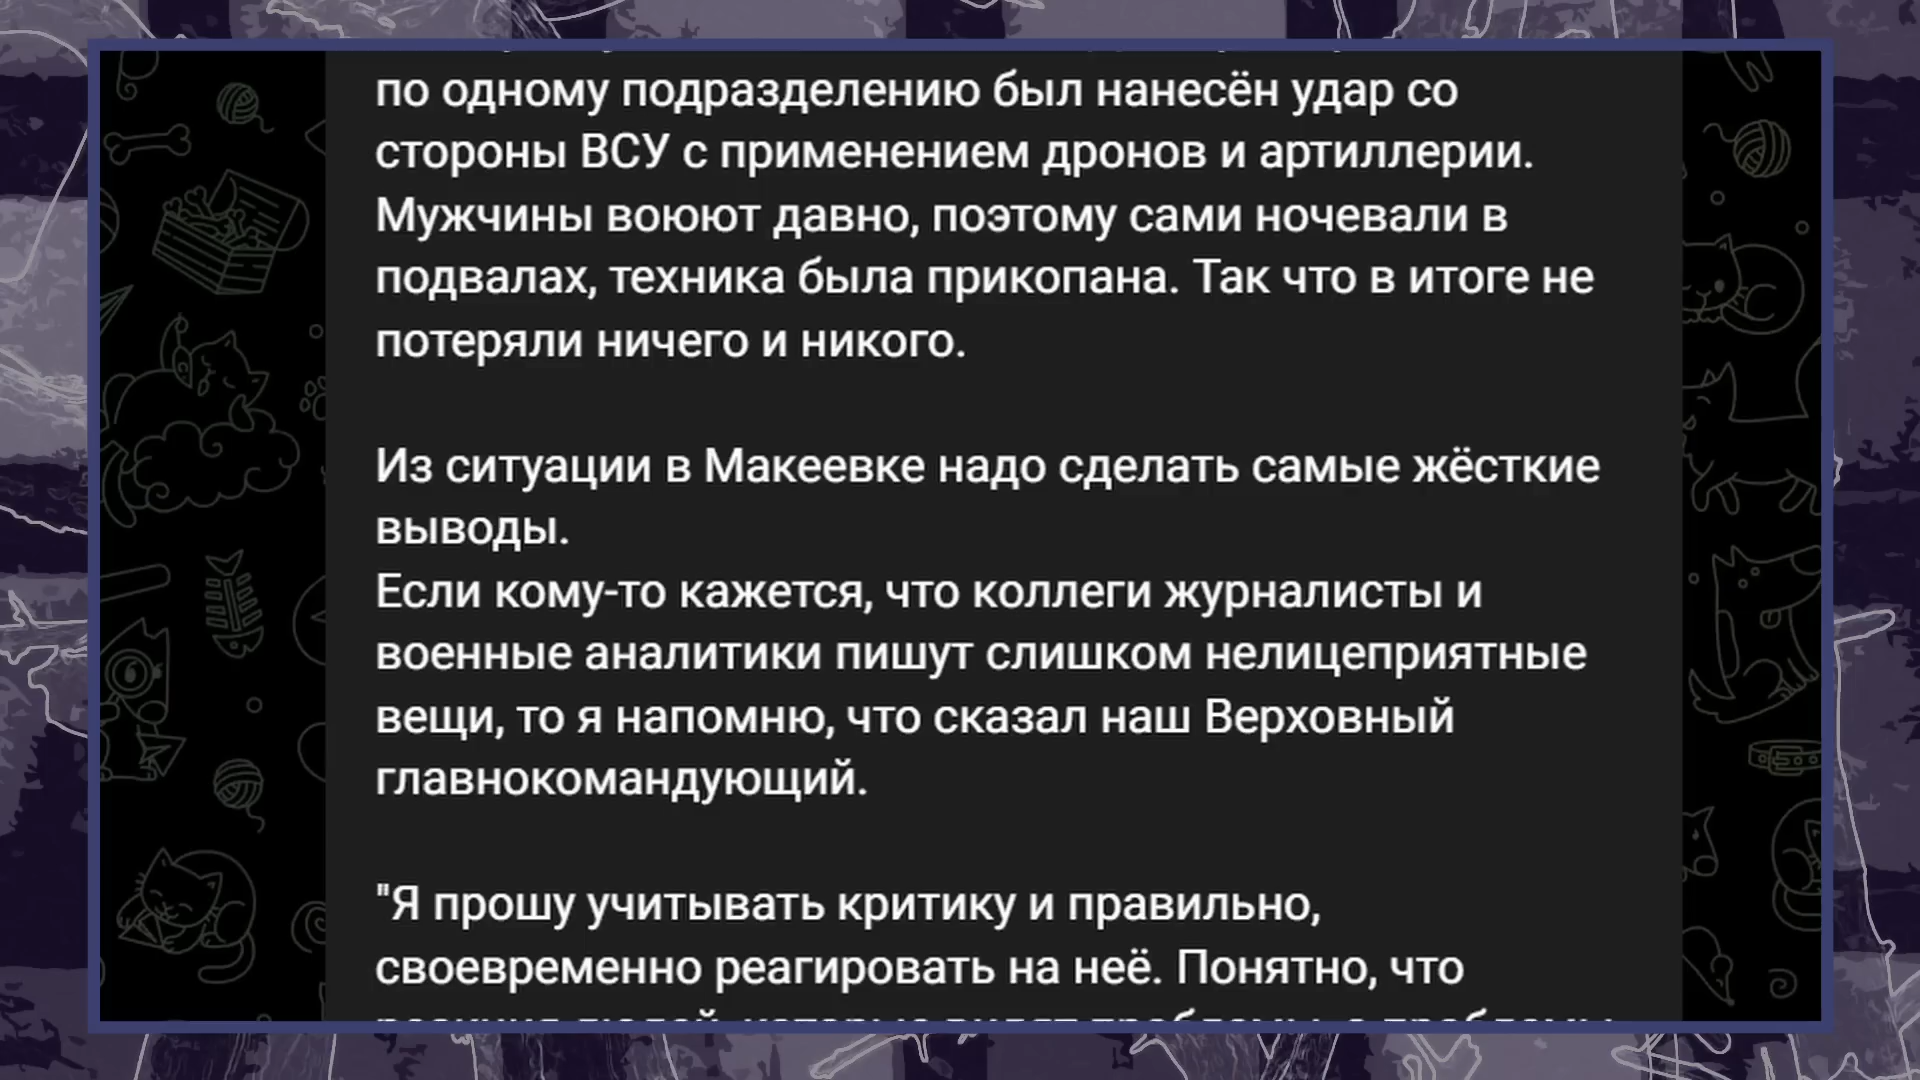 по одному подразделению был нанесён удар со
стороны ВСУ с применением дронов и артиллерии.
Мужчины воюют давно, поэтому сами ночевали в
подвалах, техника была прикопана. Так что в итоге не
потеряли ничего и никого.
Из ситуации в Макеевке надо сделать самые жёсткие
выводы.
Если кому-то кажется, что коллеги журналисты и
военные аналитики пишут слишком нелицеприятные
вещи, то я напомню, что сказал наш Верховный
главнокомандующий.
"Я прошу учитывать критику и правильно,
своевременно реагировать на неё. Понятно, что